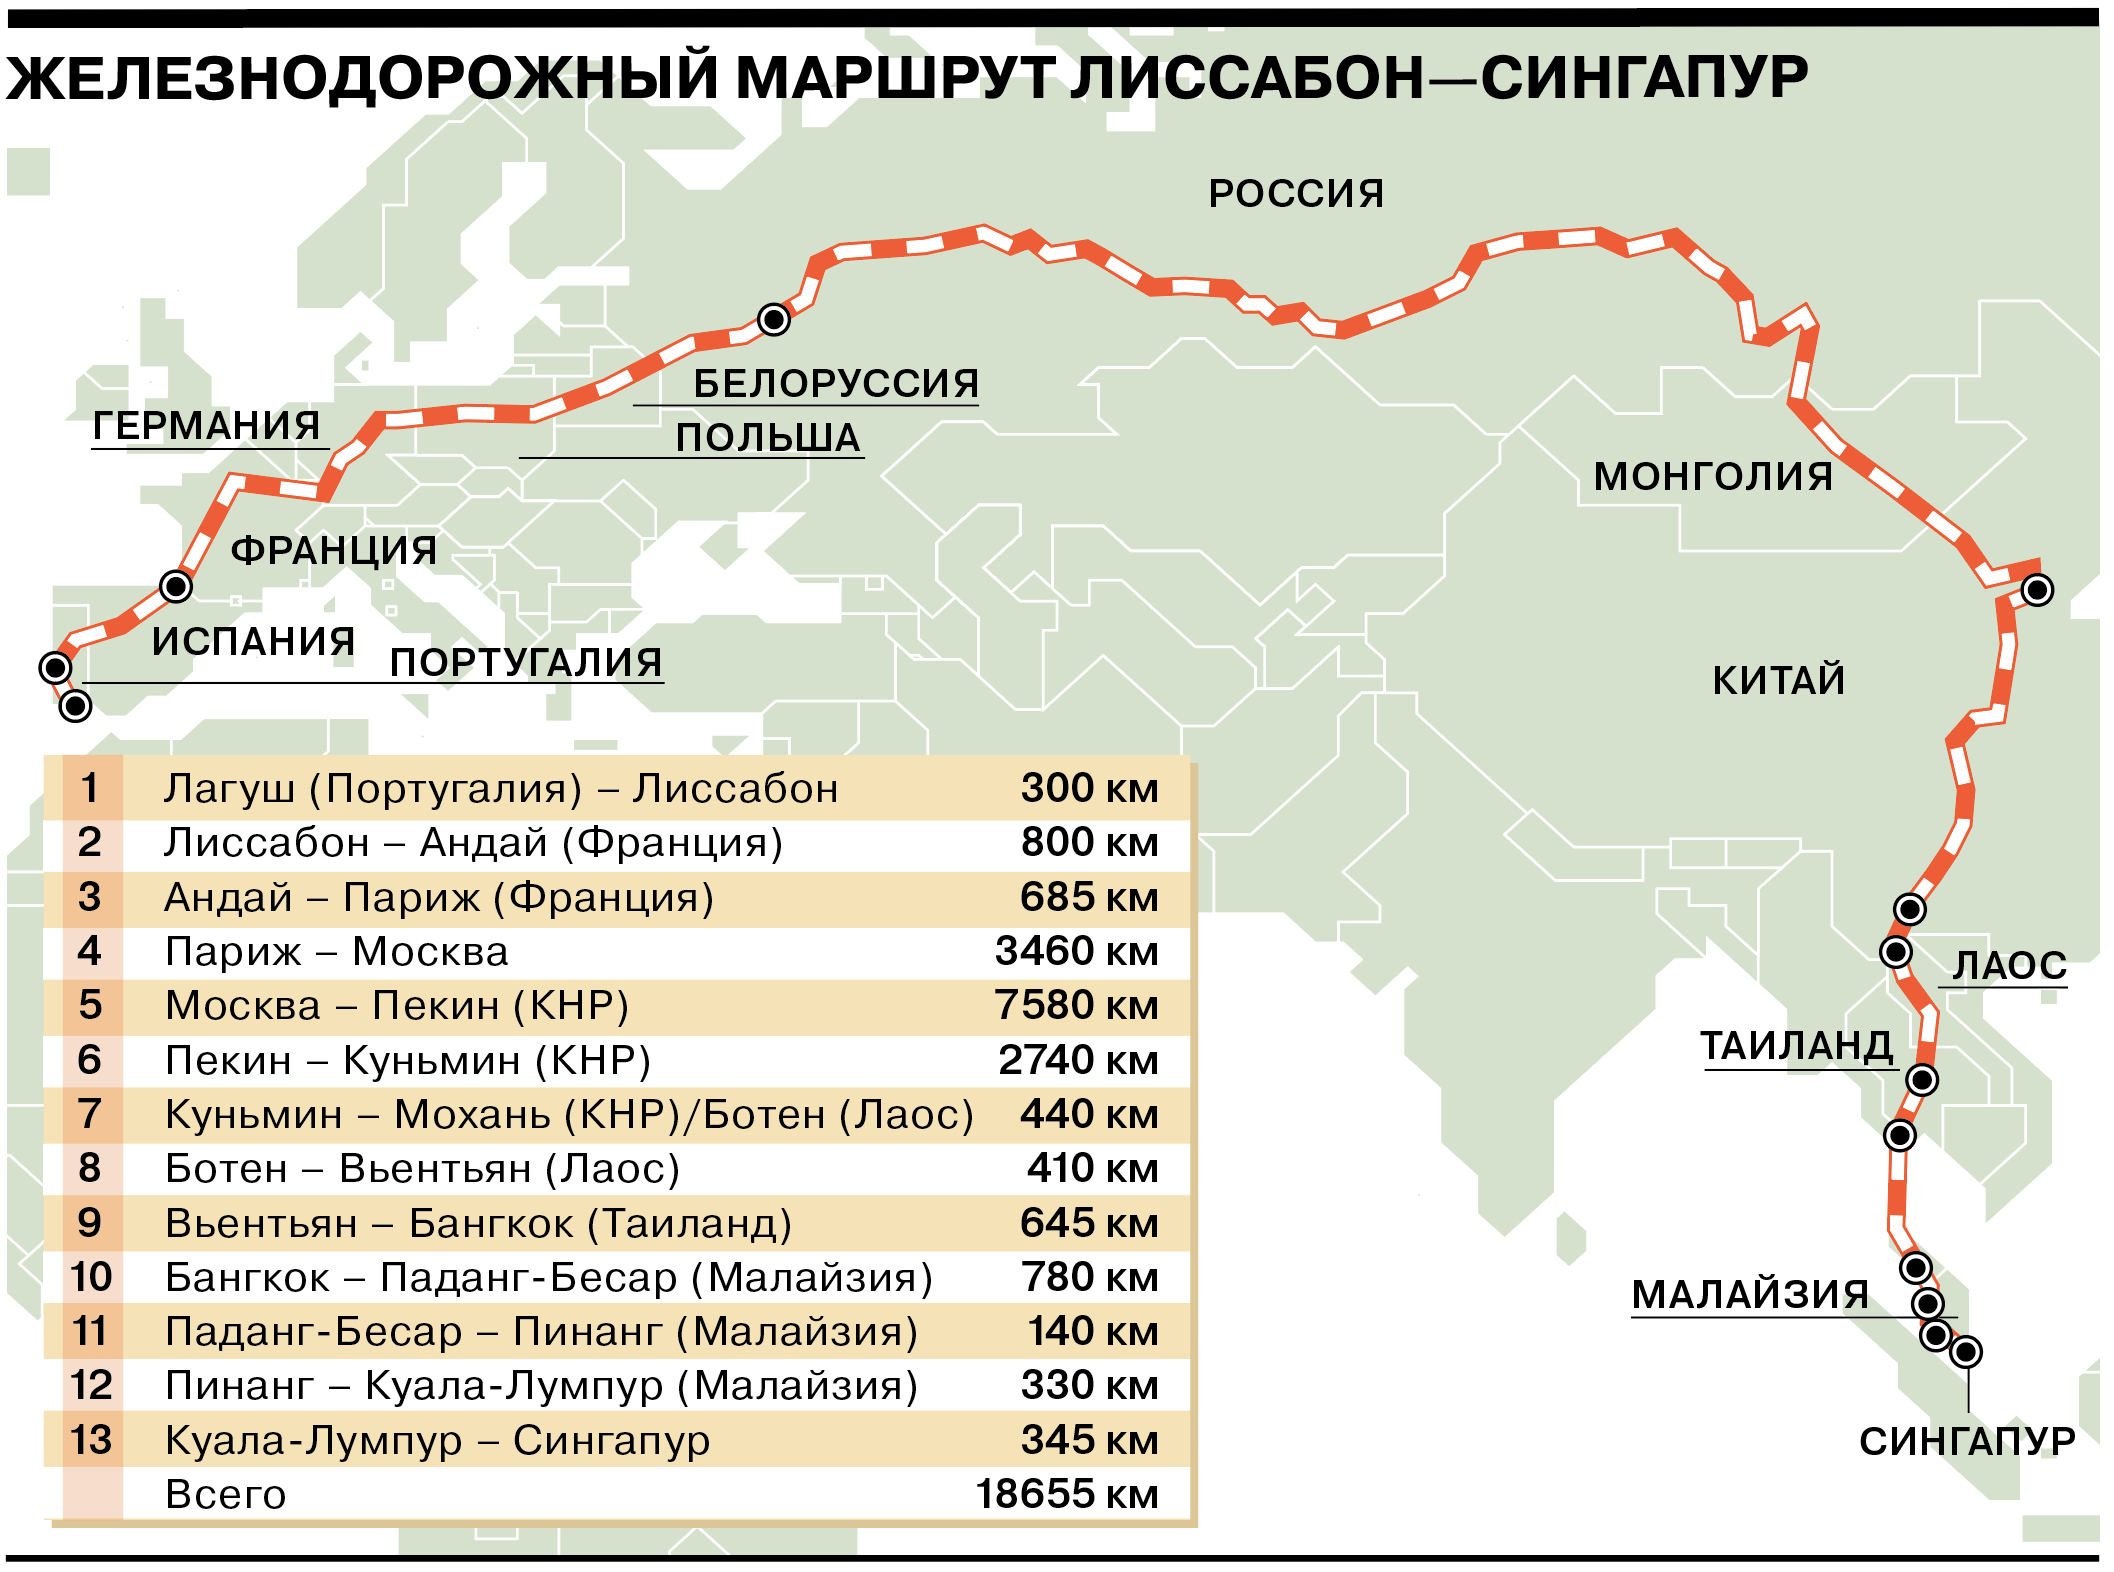 ЖЕЛЕЗНОДОРОЖНЫЙ МАРШРУТ ЛИССАБОН—СИНГАПУР
РОССИЯ
БЕЛОРУССИЯ
ГЕРМАНИЯ
ПОЛЬША
МОНГОЛИЯ
ФРАНЦИЯ
ИСПАНИЯ
ПОРТУГАЛИЯ
КИТАЙ
ЛАОС
ТАИЛАНД
МАЛАЙЗИЯ
СИНГАПУР
1 Лагуш (Португалия) – Лиссабон 300 км
2 Лиссабон – Андай (Франция) 800 км
3 Андай – Париж (Франция) 685 км
4 Париж – Москва 3460 км
5 Москва – Пекин (КНР) 7580 км
6 Пекин – Куньмин (КНР) 2740 км
7 Куньмин – Мохань (КНР)/Ботен (Лаос) 440 км
8 Ботен – Вьентьян (Лаос) 410 км
9 Вьентьян – Бангкок (Таиланд) 645 км
10 Бангкок – Паданг-Бесар (Малайзия) 780 км
11 Паданг-Бесар – Пинанг (Малайзия) 140 км
12 Пинанг – Куала-Лумпур (Малайзия) 330 км
13 Куала-Лумпур – Сингапур 345 км
Всего 18655 км